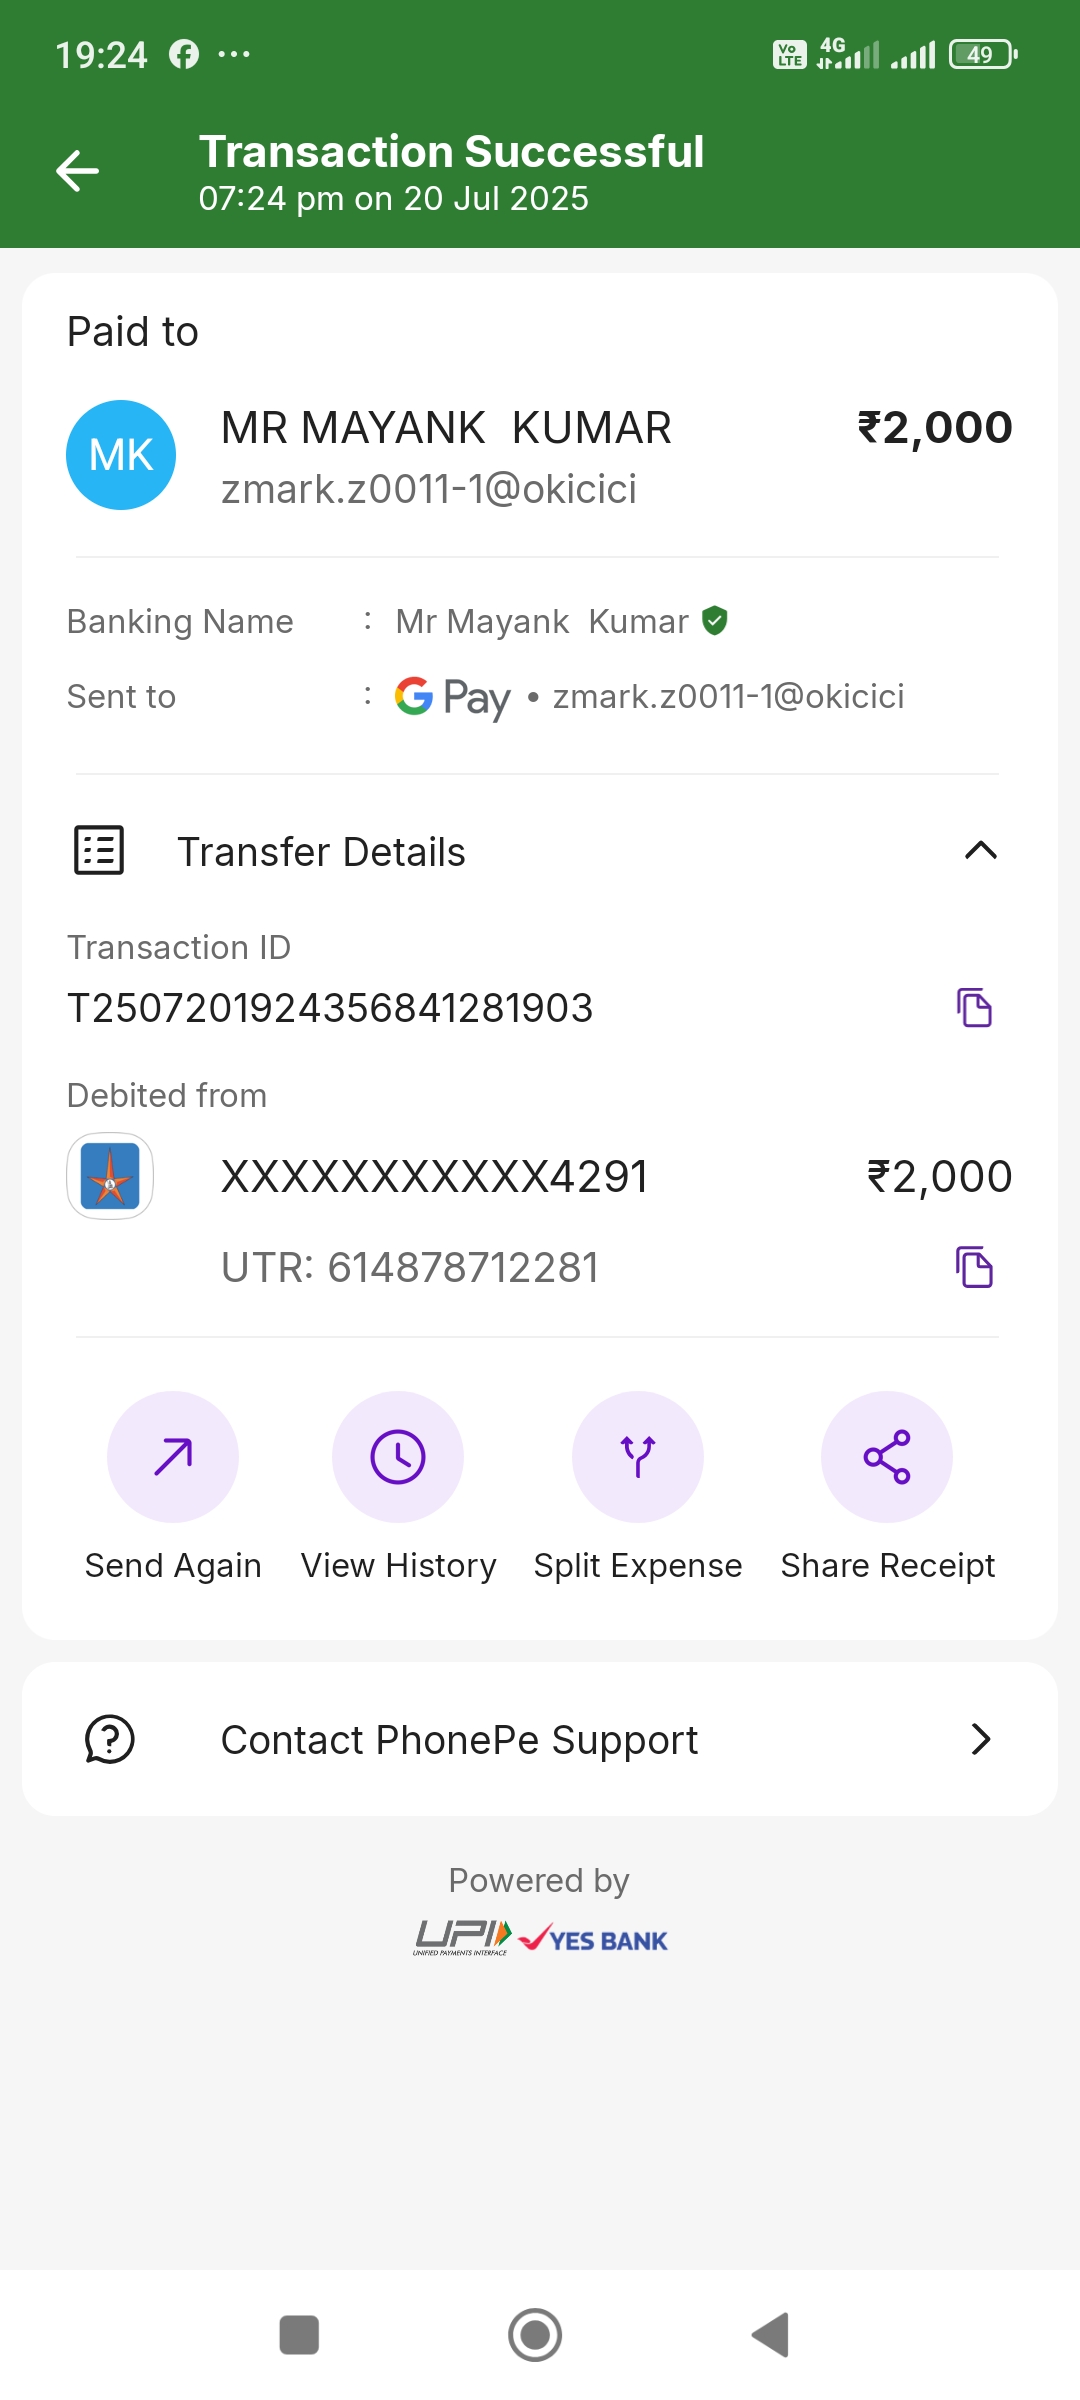 19:24
Vo LTE 4G 49
Transaction Successful
07:24 pm on 20 Jul 2025
Paid to
MK MR MAYANK  KUMAR ₹2,000
zmark.z0011-1@okicici
Banking Name : Mr Mayank  Kumar
Sent to : G Pay • zmark.z0011-1@okicici
Transfer Details
Transaction ID
T2507201924356841281903
Debited from
XXXXXXXXXXX4291 ₹2,000
UTR: 614878712281
Send Again View History Split Expense Share Receipt
Contact PhonePe Support
Powered by
UPI YES BANK
UNIFIED PAYMENTS INTERFACE